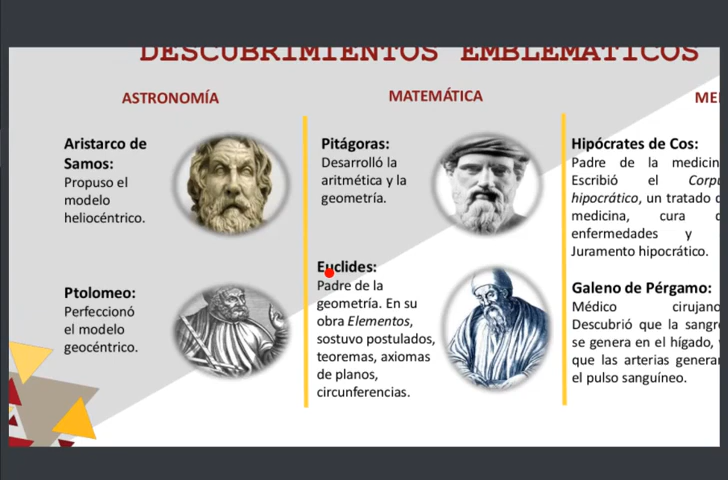 DESCUBRIMIENTOS EMBLEMÁTICOS
ASTRONOMÍA
Aristarco de
Samos:
Propuso el
modelo
heliocéntrico.
Ptolomeo:
Perfeccionó
el modelo
geocéntrico.
MATEMÁTICA
Pitágoras:
Desarrolló la
aritmética y la
geometría.
Euclides:
Padre de la
geometría. En su
obra Elementos,
sostuvo postulados,
teoremas, axiomas
de planos,
circunferencias.
Hipócrates de Cos:
Padre de la
Escribió el
hipocrático, un tratado
medicina, cura
enfermedades y
Juramento hipocrático.
Galeno de Pérgamo:
Médico
Descubrió que la
se genera en el hígado,
que las arterias
el pulso sanguíneo.